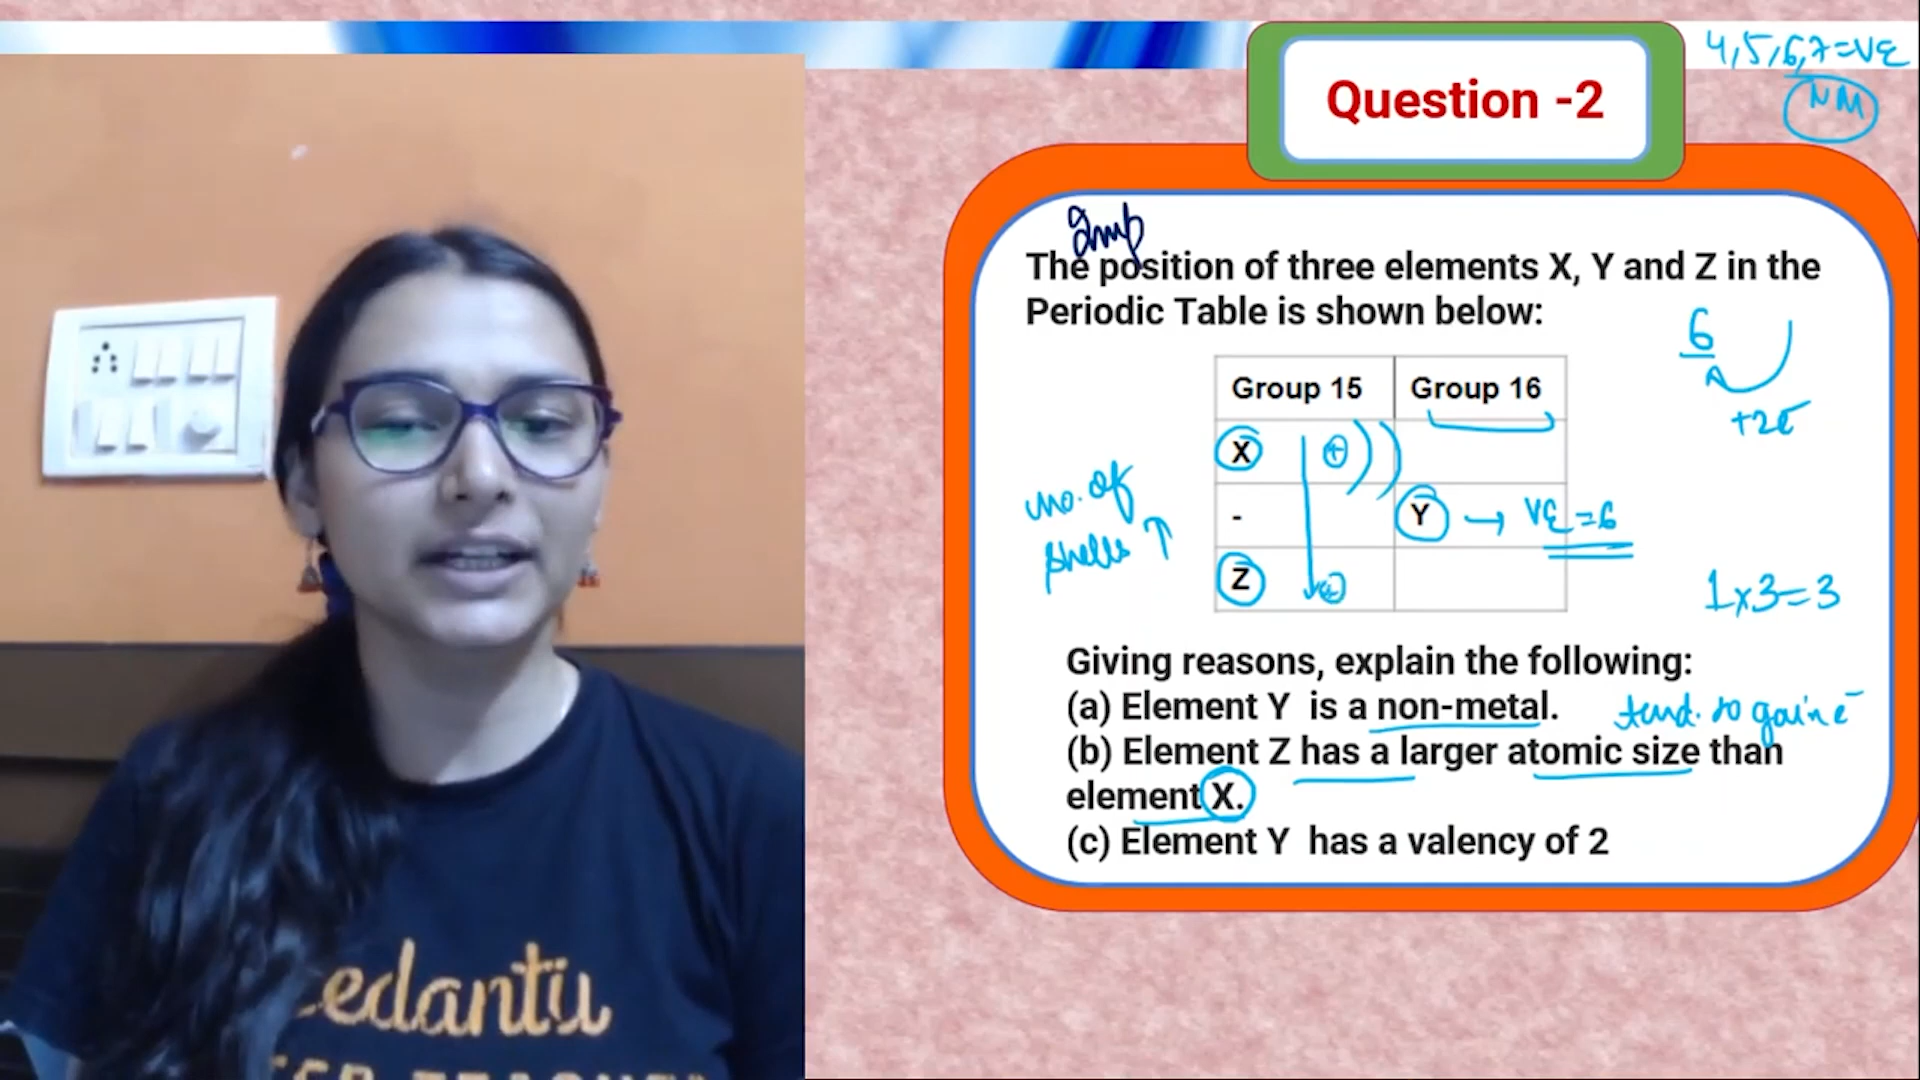 Question -2
4,5,6,7=VE
NM
Imp
The position of three elements X, Y and Z in the
Periodic Table is shown below:
6
+2e-
Group 15 Group 16
X +
- Y → VE=6
Z +
no. of
shells ↑
1x3=3
Giving reasons, explain the following:
(a) Element Y is a non-metal. tend. to gain e-
(b) Element Z has a larger atomic size than
element X.
(c) Element Y has a valency of 2
edantu